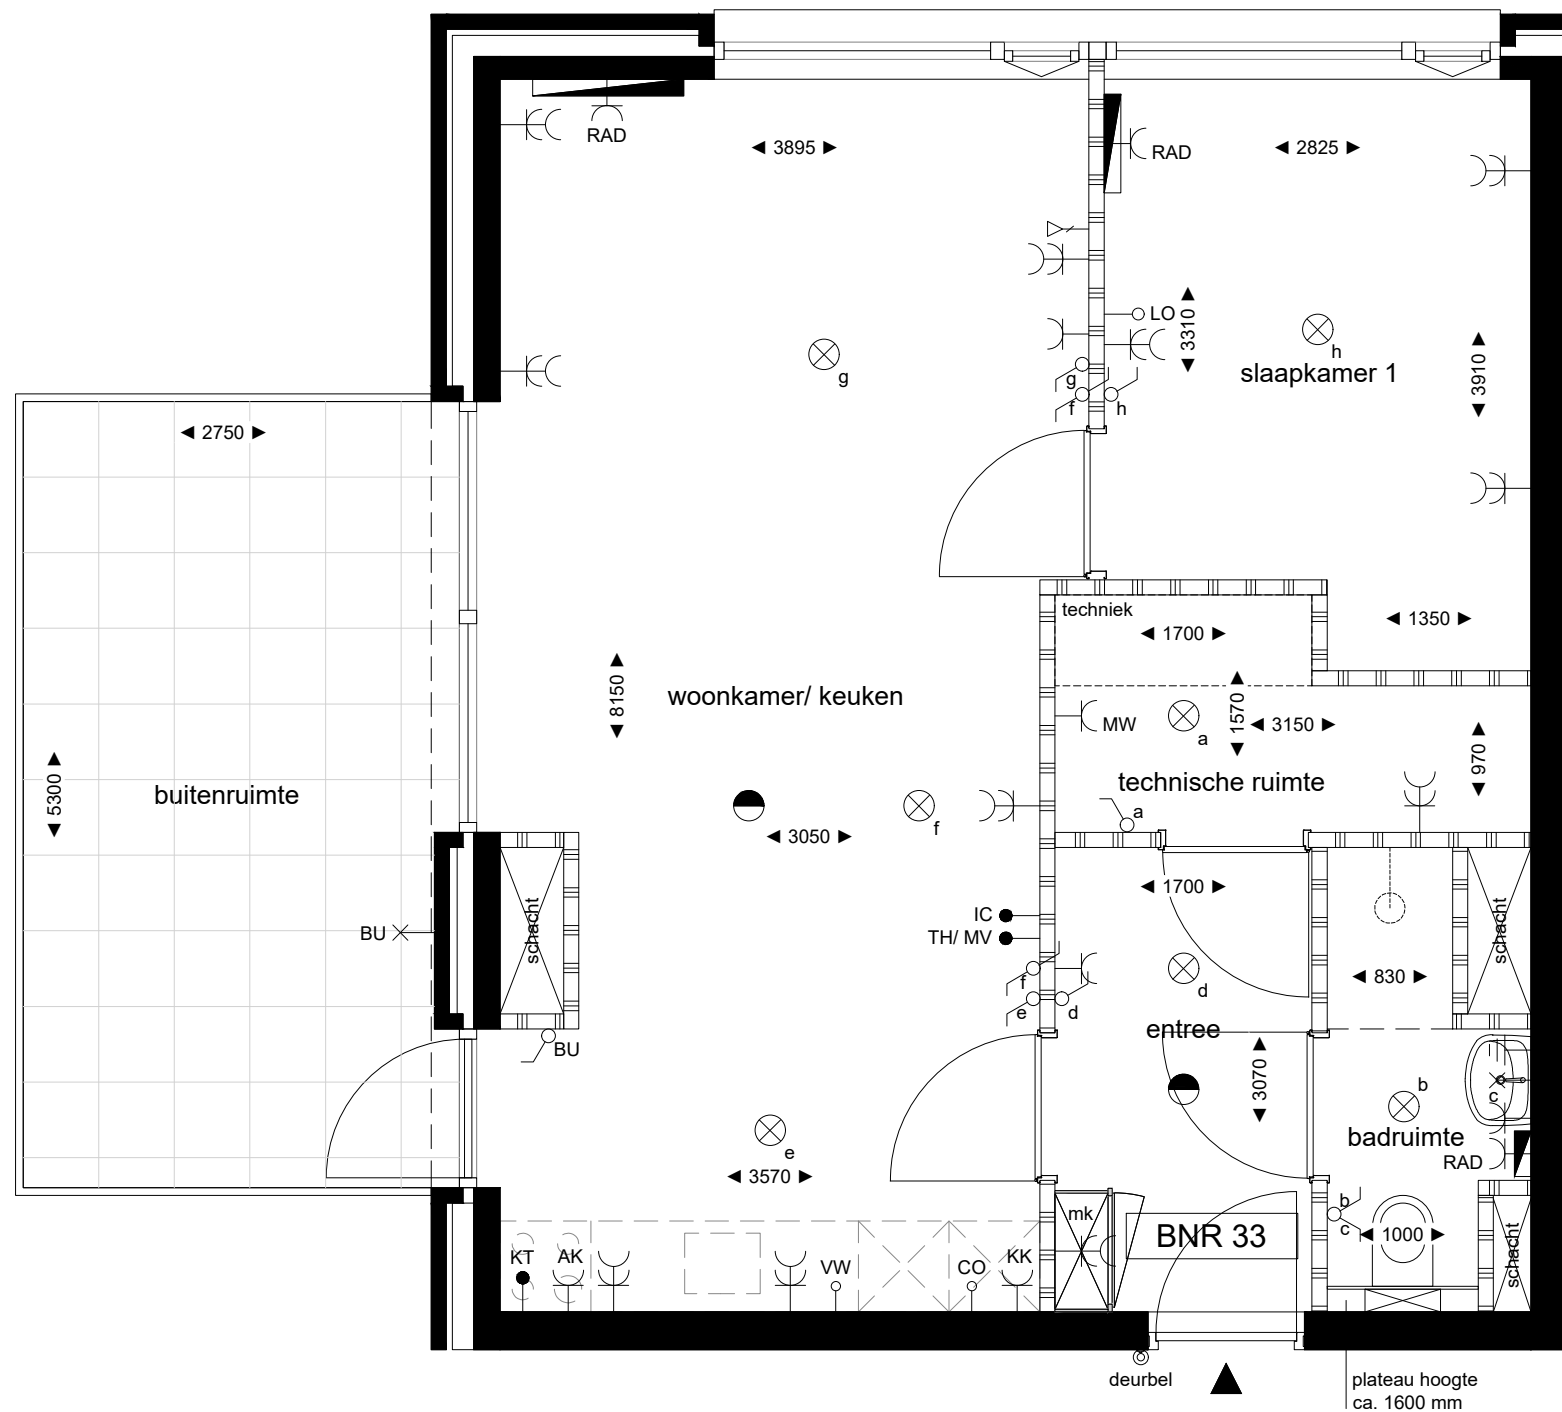 RAD
3895
RAD
2825
LO
3310
g
h
slaapkamer 1
3910
g
f
h
2750
techniek
1700
1350
8150
woonkamer/ keuken
MW
a
1570
3150
970
technische ruimte
5300
buitenruimte
a
f
3050
1700
IC
TH/ MV
BU
schacht
schacht
830
f
d
e
d
entree
BU
3070
b
c
badruimte
RAD
e
3570
mk
b
c
1000
BNR 33
KT
AK
VW
CO
KK
schacht
deurbel
plateau hoogte
ca. 1600 mm